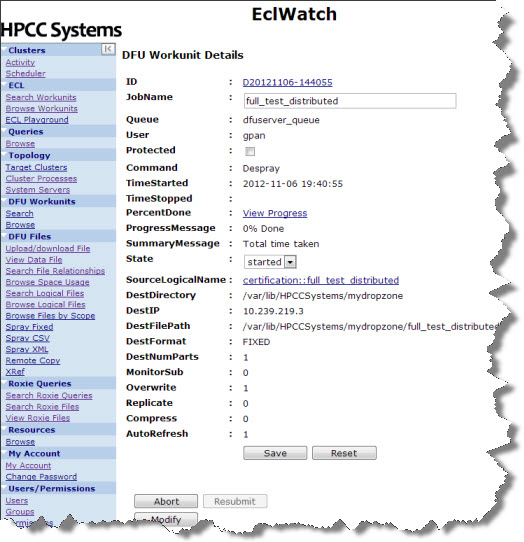 EclWatch
HPCC Systems
Clusters
Activity
Scheduler
ECL
Search Workunits
Browse Workunits
ECL Playground
Queries
Browse
Topology
Target Clusters
Cluster Processes
System Servers
DFU Workunits
Search
Browse
DFU Files
Upload/download File
View Data File
Search File Relationships
Browse Space Usage
Search Logical Files
Browse Logical Files
Browse Files by Scope
Spray Fixed
Spray CSV
Spray XML
Remote Copy
XRef
Roxie Queries
Search Roxie Queries
Search Roxie Files
View Roxie Files
Resources
Browse
My Account
My Account
Change Password
Users/Permissions
Users
Groups
Permissions
DFU Workunit Details
ID : D20121106-144055
JobName : full_test_distributed
Queue : dfuserver_queue
User : gpan
Protected :
Command : Despray
TimeStarted : 2012-11-06 19:40:55
TimeStopped :
PercentDone : View Progress
ProgressMessage : 0% Done
SummaryMessage : Total time taken
State : started
SourceLogicalName : certification::full_test_distributed
DestDirectory : /var/lib/HPCCSystems/mydropzone
DestIP : 10.239.219.3
DestFilePath : /var/lib/HPCCSystems/mydropzone/full_test_distributed
DestFormat : FIXED
DestNumParts : 1
MonitorSub : 0
Overwrite : 1
Replicate : 0
Compress : 0
AutoRefresh : 1
Save Reset
Abort Resubmit
Modify